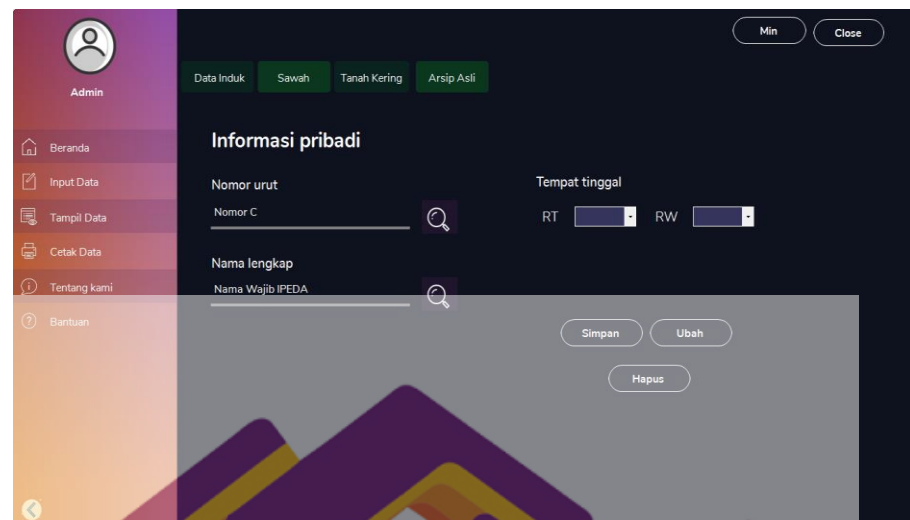 Min
Close
Admin
Data Induk
Sawah
Tanah Kering
Arsip Asli
Beranda
Input Data
Tampil Data
Cetak Data
Tentang kami
Bantuan
Informasi pribadi
Nomor urut
Nomor C
Nama lengkap
Nama Wajib IPEDA
Tempat tinggal
RT
RW
Simpan
Ubah
Hapus